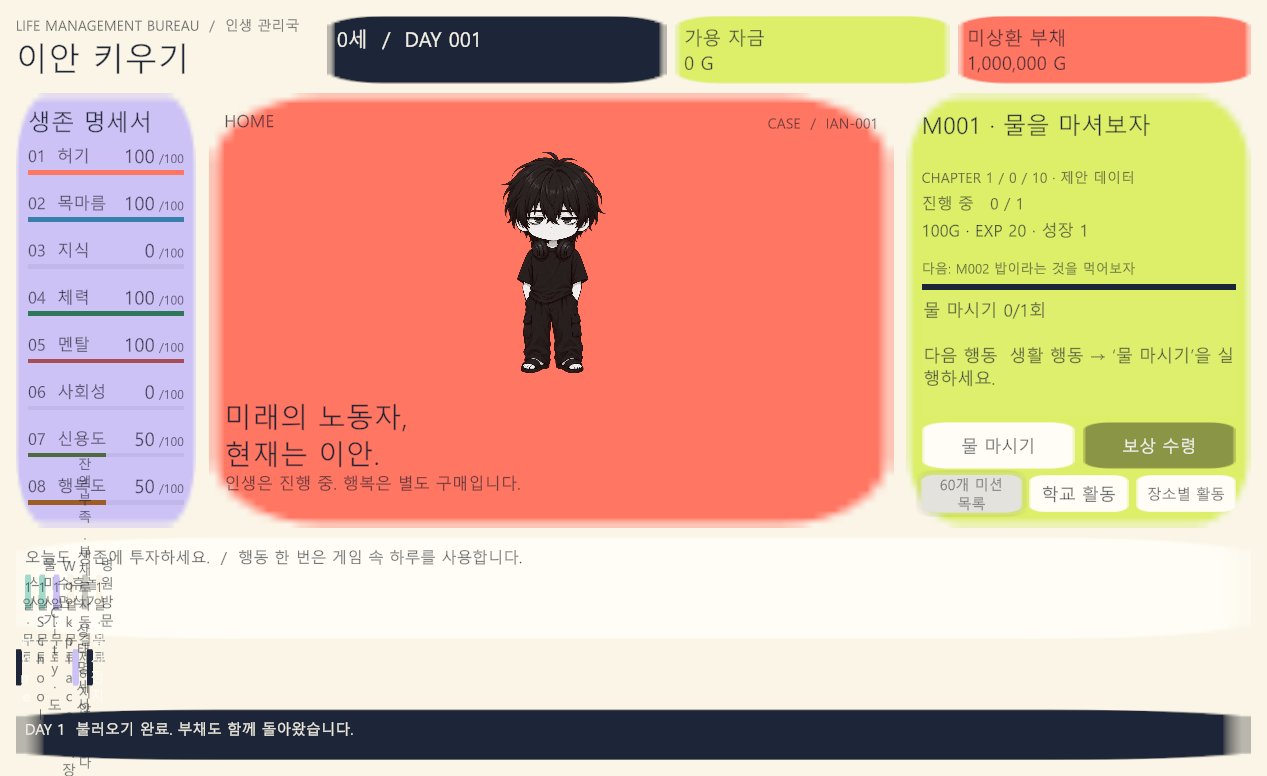 LIFE MANAGEMENT BUREAU / 인생 관리국
이안 키우기
0세 / DAY 001
가용 자금
0 G
미상환 부채
1,000,000 G
생존 명세서
01 허기 100 /100
02 목마름 100 /100
03 지식 0 /100
04 체력 100 /100
05 멘탈 100 /100
06 사회성 0 /100
07 신용도 50 /100
08 행복도 50 /100
HOME
CASE / IAN-001
미래의 노동자,
현재는 이안.
인생은 진행 중. 행복은 별도 구매입니다.
M001 · 물을 마셔보자
CHAPTER 1 / 0 / 10 · 제안 데이터
진행 중 0 / 1
100G · EXP 20 · 성장 1
다음: M002 밥이라는 것을 먹어보자
물 마시기 0/1회
다음 행동 생활 행동 → ‘물 마시기’을 실
행하세요.
물 마시기
보상 수령
60개 미션
목록
학교 활동
장소별 활동
오늘도 생존에 투자하세요. / 행동 한 번은 게임 속 하루를 사용합니다.
병원 방문
DAY 1 불러오기 완료. 부채도 함께 돌아왔습니다.